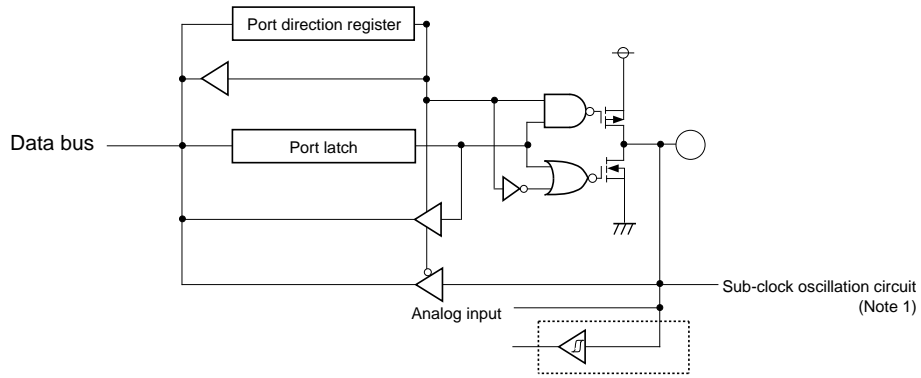 Port direction register
Data bus
Port latch
Sub-clock oscillation circuit
(Note 1)
Analog input